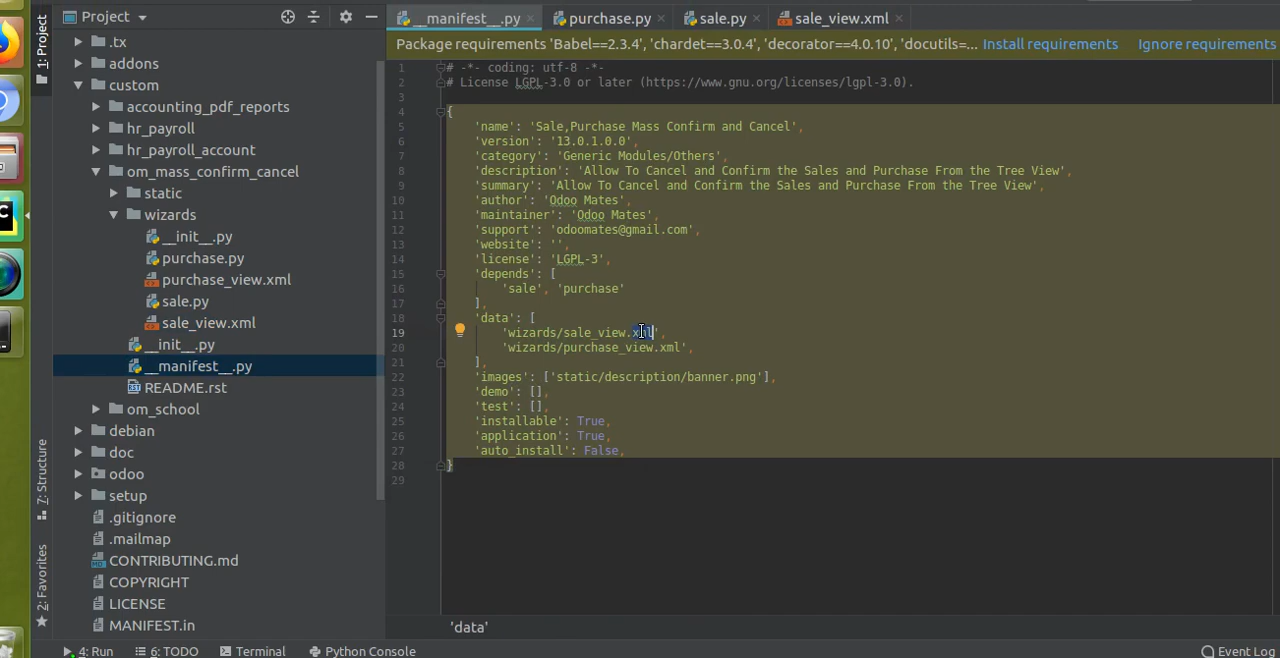 Project
__manifest__.py
purchase.py
sale.py
sale_view.xml
Package requirements 'Babel==2.3.4', 'chardet==3.0.4', 'decorator==4.0.10', 'docutils=...
Install requirements
Ignore requirements
1: Project
7: Structure
2: Favorites
.tx
addons
custom
accounting_pdf_reports
hr_payroll
hr_payroll_account
om_mass_confirm_cancel
static
wizards
__init__.py
purchase.py
purchase_view.xml
sale.py
sale_view.xml
__init__.py
__manifest__.py
README.rst
om_school
debian
doc
odoo
setup
.gitignore
.mailmap
CONTRIBUTING.md
COPYRIGHT
LICENSE
MANIFEST.in
1 # -*- coding: utf-8 -*-
2 # License LGPL-3.0 or later (https://www.gnu.org/licenses/lgpl-3.0).
3
4 {
5 'name': 'Sale,Purchase Mass Confirm and Cancel',
6 'version': '13.0.1.0.0',
7 'category': 'Generic Modules/Others',
8 'description': 'Allow To Cancel and Confirm the Sales and Purchase From the Tree View',
9 'summary': 'Allow To Cancel and Confirm the Sales and Purchase From the Tree View',
10 'author': 'Odoo Mates',
11 'maintainer': 'Odoo Mates',
12 'support': 'odoomates@gmail.com',
13 'website': '',
14 'license': 'LGPL-3',
15 'depends': [
16 'sale', 'purchase'
17 ],
18 'data': [
19 'wizards/sale_view.xml',
20 'wizards/purchase_view.xml',
21 ],
22 'images': ['static/description/banner.png'],
23 'demo': [],
24 'test': [],
25 'installable': True,
26 'application': True,
27 'auto_install': False,
28 }
29
'data'
4: Run
6: TODO
Terminal
Python Console
Event Log